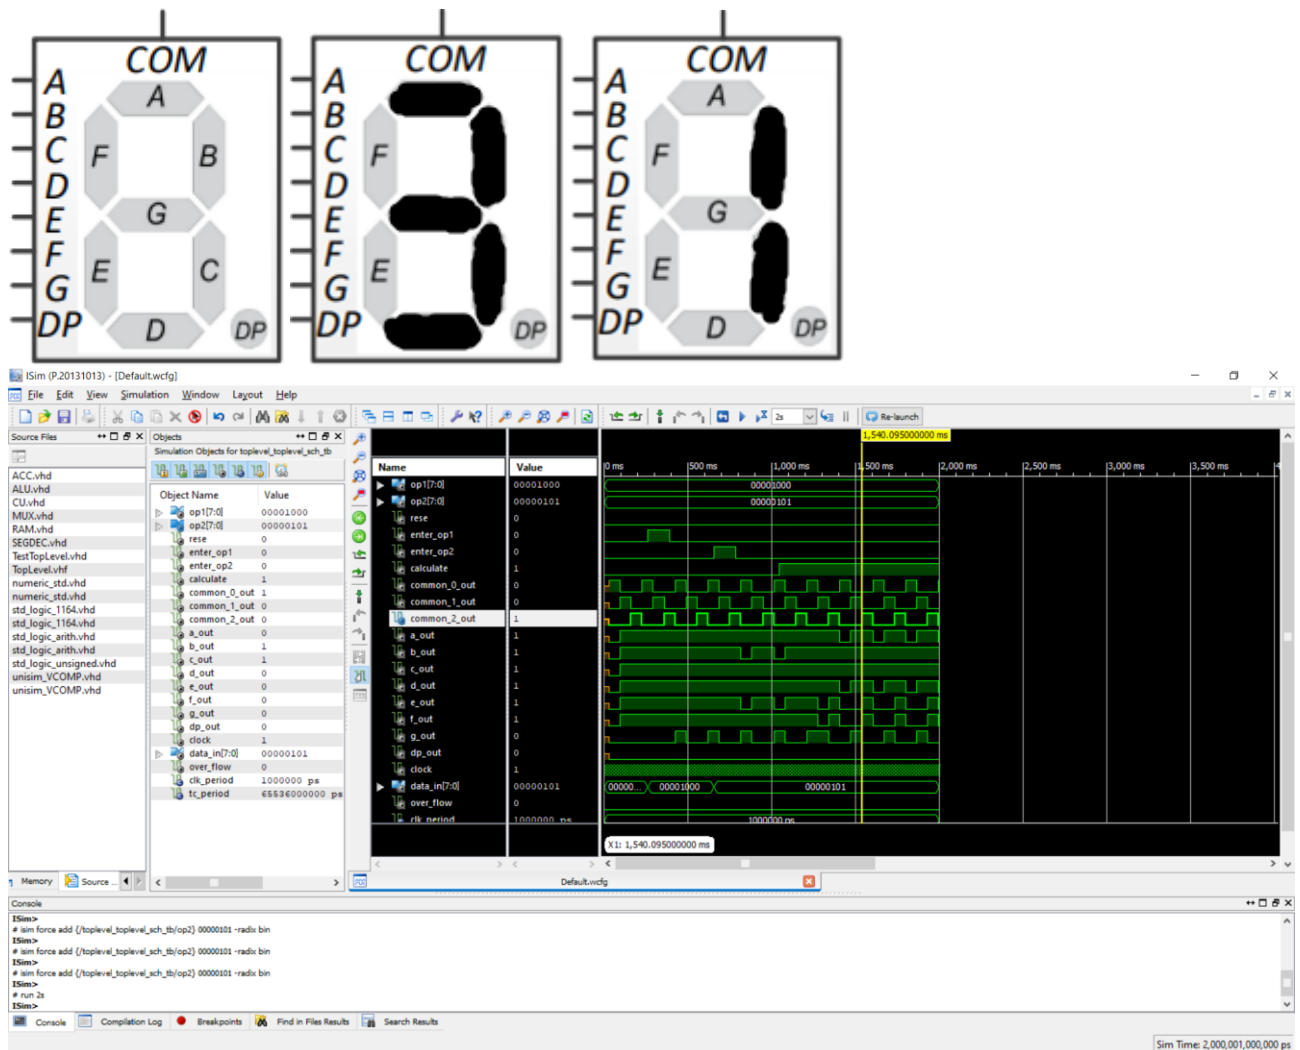 COM COM COM
A A A
A A
B B B
C C C
F B F F
D D D
E E E
G G
F F F
E C E E
G G G
DP DP DP
D D
DP DP DP
ISim (P.20131013) - [Default.wcfg]
File Edit View Simulation Window Layout Help
2s Re-launch
Source Files
ACC.vhd
ALU.vhd
CU.vhd
MUX.vhd
RAM.vhd
SEGDEC.vhd
TestTopLevel.vhd
TopLevel.vhf
numeric_std.vhd
numeric_std.vhd
std_logic_1164.vhd
std_logic_1164.vhd
std_logic_arith.vhd
std_logic_arith.vhd
std_logic_unsigned.vhd
unisim_VCOMP.vhd
unisim_VCOMP.vhd
Memory Source ...
Objects
Simulation Objects for toplevel_toplevel_sch_tb
Object Name Value
op1[7:0] 00001000
op2[7:0] 00000101
rese 0
enter_op1 0
enter_op2 0
calculate 1
common_0_out 1
common_1_out 0
common_2_out 0
a_out 0
b_out 1
c_out 1
d_out 0
e_out 0
f_out 0
g_out 0
dp_out 0
clock 1
data_in[7:0] 00000101
over_flow 0
clk_period 1000000 ps
tc_period 65536000000 ps
1,540.095000000 ms
Name Value
0 ms 500 ms 1,000 ms 1,500 ms 2,000 ms 2,500 ms 3,000 ms 3,500 ms 4
op1[7:0] 00001000 00001000
op2[7:0] 00000101 00000101
rese 0
enter_op1 0
enter_op2 0
calculate 1
common_0_out 0
common_1_out 0
common_2_out 1
a_out 1
b_out 1
c_out 1
d_out 1
e_out 1
f_out 1
g_out 0
dp_out 0
clock 1
data_in[7:0] 00000101 00000... 00001000 00000101
over_flow 0
clk_period 1000000 ps 1000000 ps
X1: 1,540.095000000 ms
Default.wcfg
Console
ISim>
# isim force add {/toplevel_toplevel_sch_tb/op2} 00000101 -radix bin
ISim>
# isim force add {/toplevel_toplevel_sch_tb/op2} 00000101 -radix bin
ISim>
# isim force add {/toplevel_toplevel_sch_tb/op2} 00000101 -radix bin
ISim>
# run 2s
ISim>
Console Compilation Log Breakpoints Find in Files Results Search Results
Sim Time: 2,000,001,000,000 ps